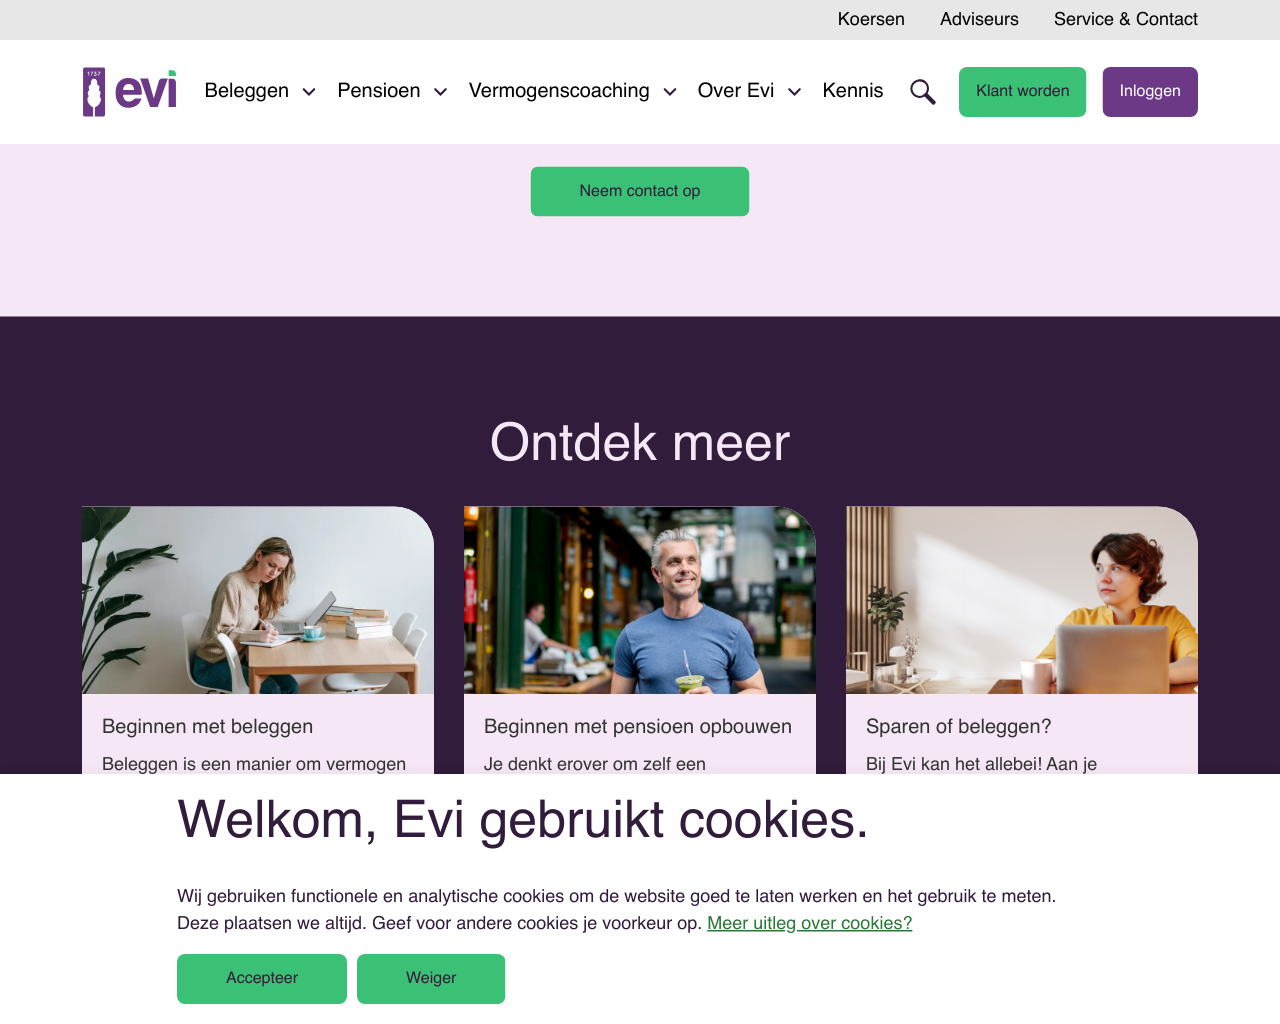 Koersen Adviseurs Service & Contact
1737 evi Beleggen Pensioen Vermogenscoaching Over Evi Kennis Klant worden Inloggen
Neem contact op
Ontdek meer
Beginnen met beleggen
Beleggen is een manier om vermogen
Beginnen met pensioen opbouwen
Je denkt erover om zelf een
Sparen of beleggen?
Bij Evi kan het allebei! Aan je
Welkom, Evi gebruikt cookies.
Wij gebruiken functionele en analytische cookies om de website goed te laten werken en het gebruik te meten.
Deze plaatsen we altijd. Geef voor andere cookies je voorkeur op. Meer uitleg over cookies?
Accepteer Weiger